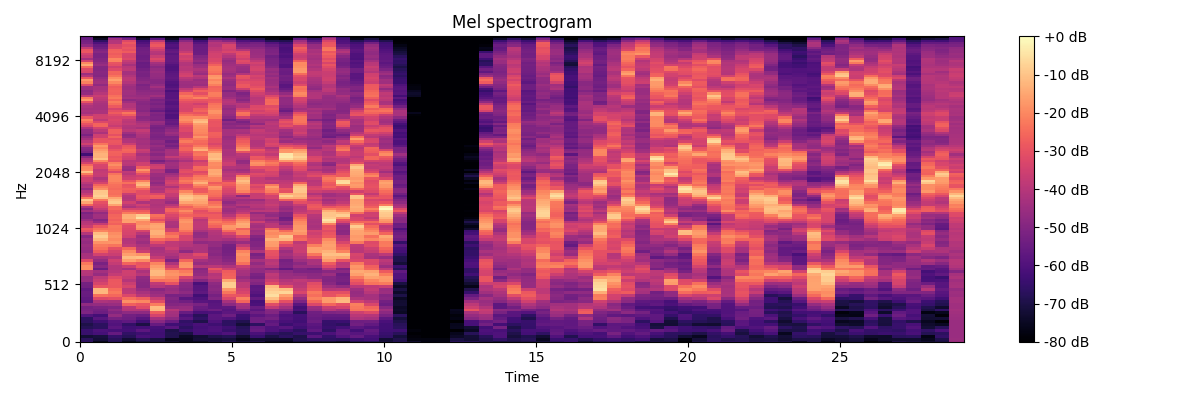 Mel spectrogram
Hz
8192
4096
2048
1024
512
0
0 5 10 15 20 25
Time
+0 dB
-10 dB
-20 dB
-30 dB
-40 dB
-50 dB
-60 dB
-70 dB
-80 dB